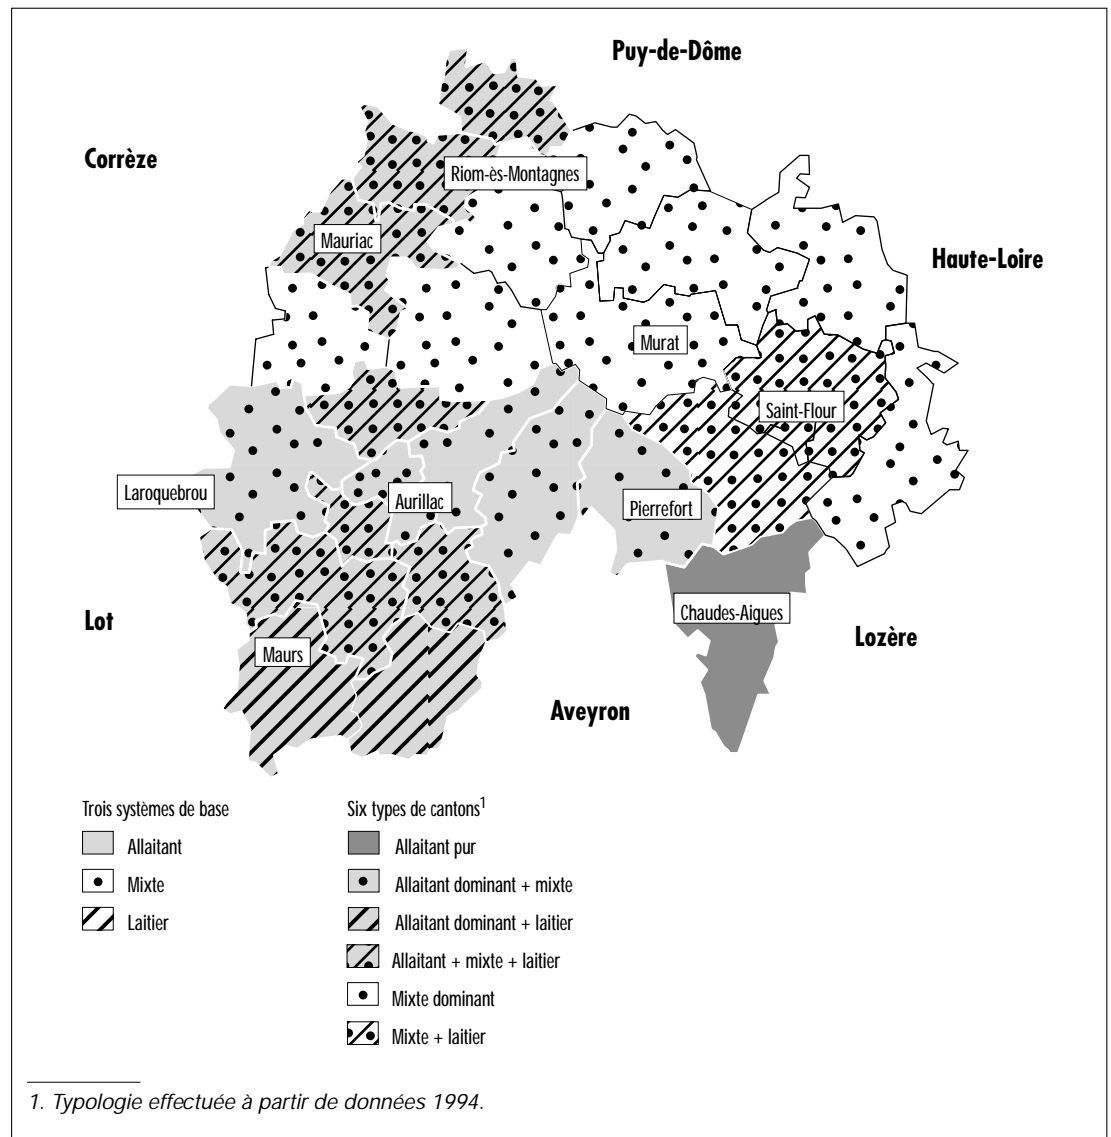 Puy-de-Dôme
Corrèze
Riom-ès-Montagnes
Mauriac
Haute-Loire
Murat
Saint-Flour
Laroquebrou
Aurillac
Pierrefort
Chaudes-Aigues
Lot
Lozère
Maurs
Aveyron
Trois systèmes de base
Allaitant
Mixte
Laitier
Six types de cantons1
Allaitant pur
Allaitant dominant + mixte
Allaitant dominant + laitier
Allaitant + mixte + laitier
Mixte dominant
Mixte + laitier
1. Typologie effectuée à partir de données 1994.